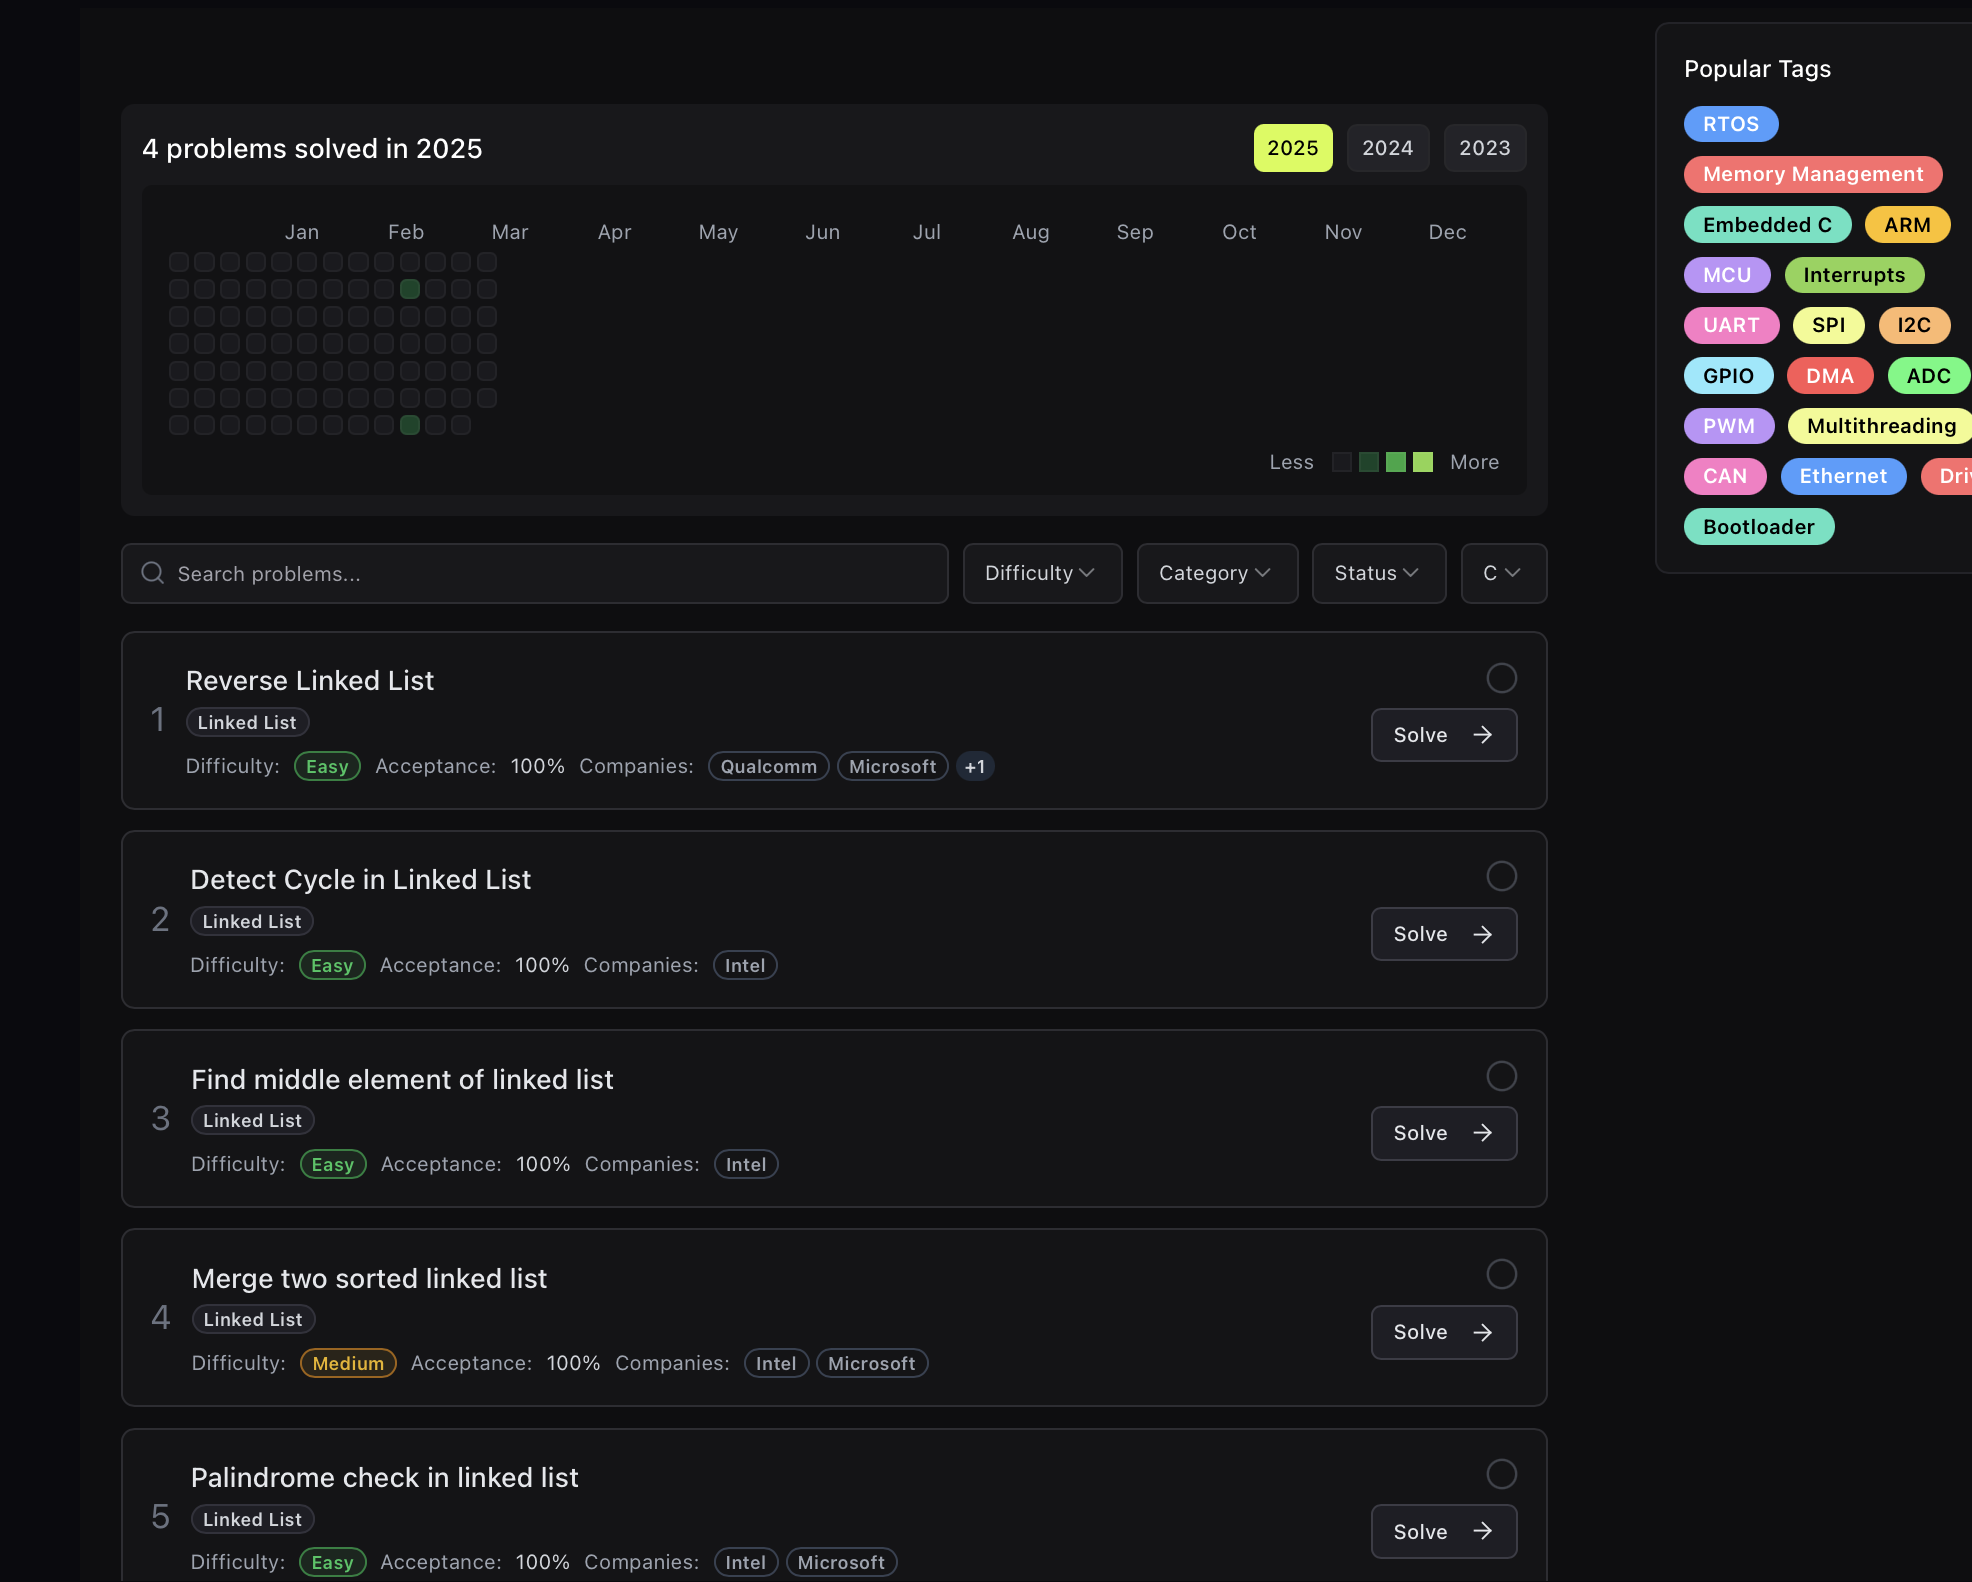 4 problems solved in 2025
2025 2024 2023
Jan Feb Mar Apr May Jun Jul Aug Sep Oct Nov Dec
Less More
Search problems...
Difficulty Category Status C
1
Reverse Linked List
Linked List
Difficulty: Easy Acceptance: 100% Companies: Qualcomm Microsoft +1
Solve
2
Detect Cycle in Linked List
Linked List
Difficulty: Easy Acceptance: 100% Companies: Intel
Solve
3
Find middle element of linked list
Linked List
Difficulty: Easy Acceptance: 100% Companies: Intel
Solve
4
Merge two sorted linked list
Linked List
Difficulty: Medium Acceptance: 100% Companies: Intel Microsoft
Solve
5
Palindrome check in linked list
Linked List
Difficulty: Easy Acceptance: 100% Companies: Intel Microsoft
Solve
Popular Tags
RTOS
Memory Management
Embedded C ARM
MCU Interrupts
UART SPI I2C
GPIO DMA ADC
PWM Multithreading
CAN Ethernet
Bootloader